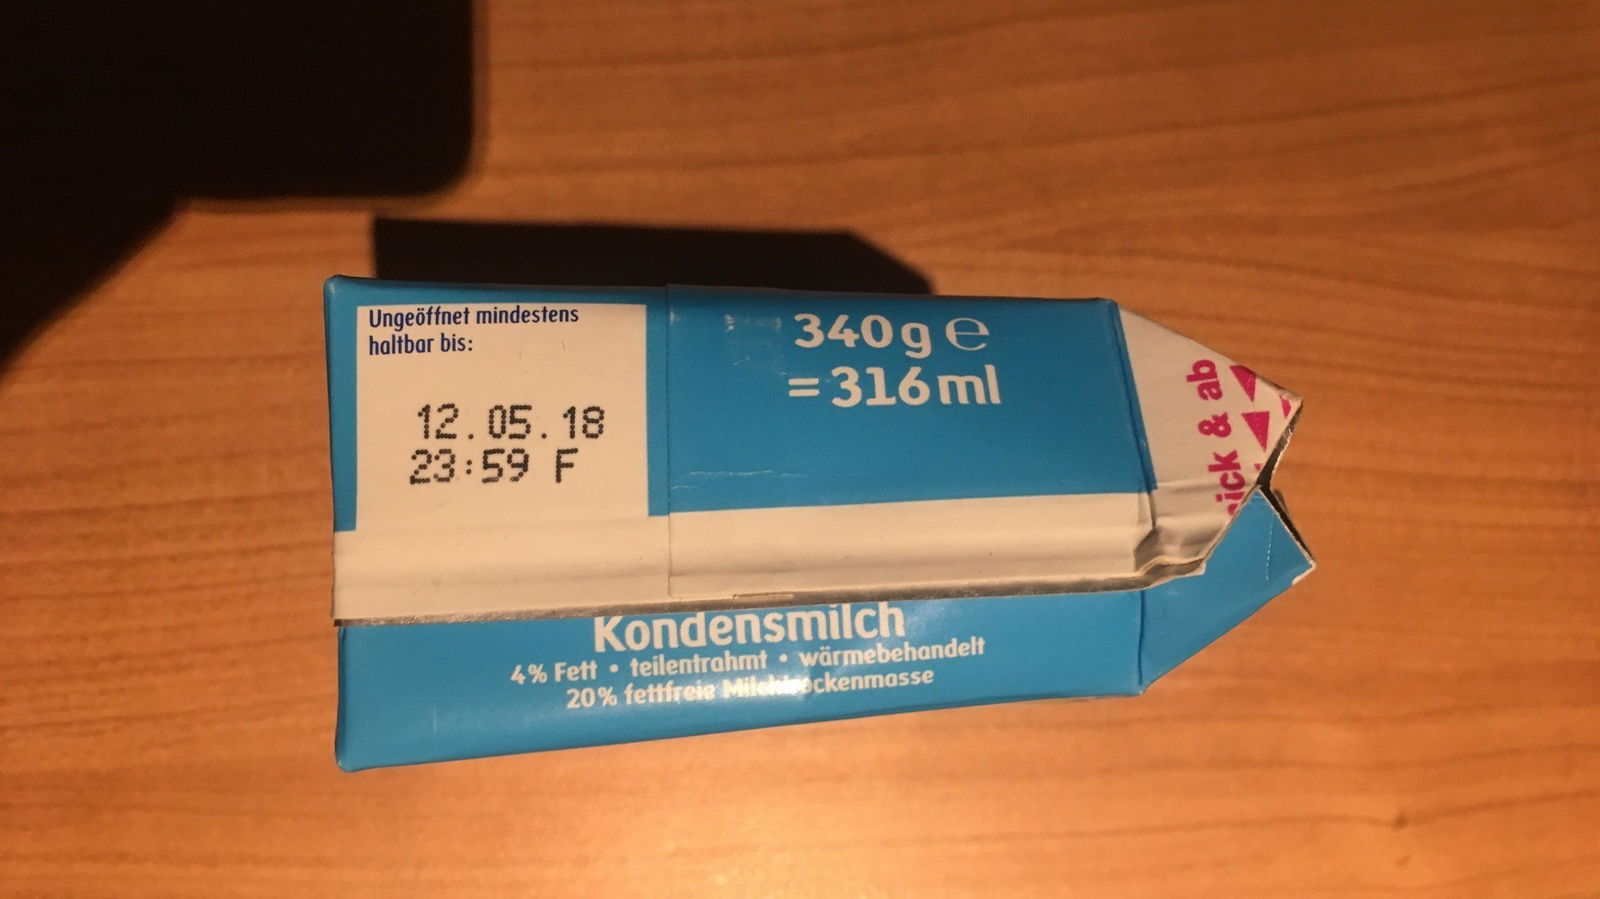 Ungeöffnet mindestens
haltbar bis:
12.05.18
23:59 F
340g ℮
=316ml
& ab
Kondensmilch
4% Fett • teilentrahmt • wärmebehandelt
20% fettfreie Milchtrockenmasse